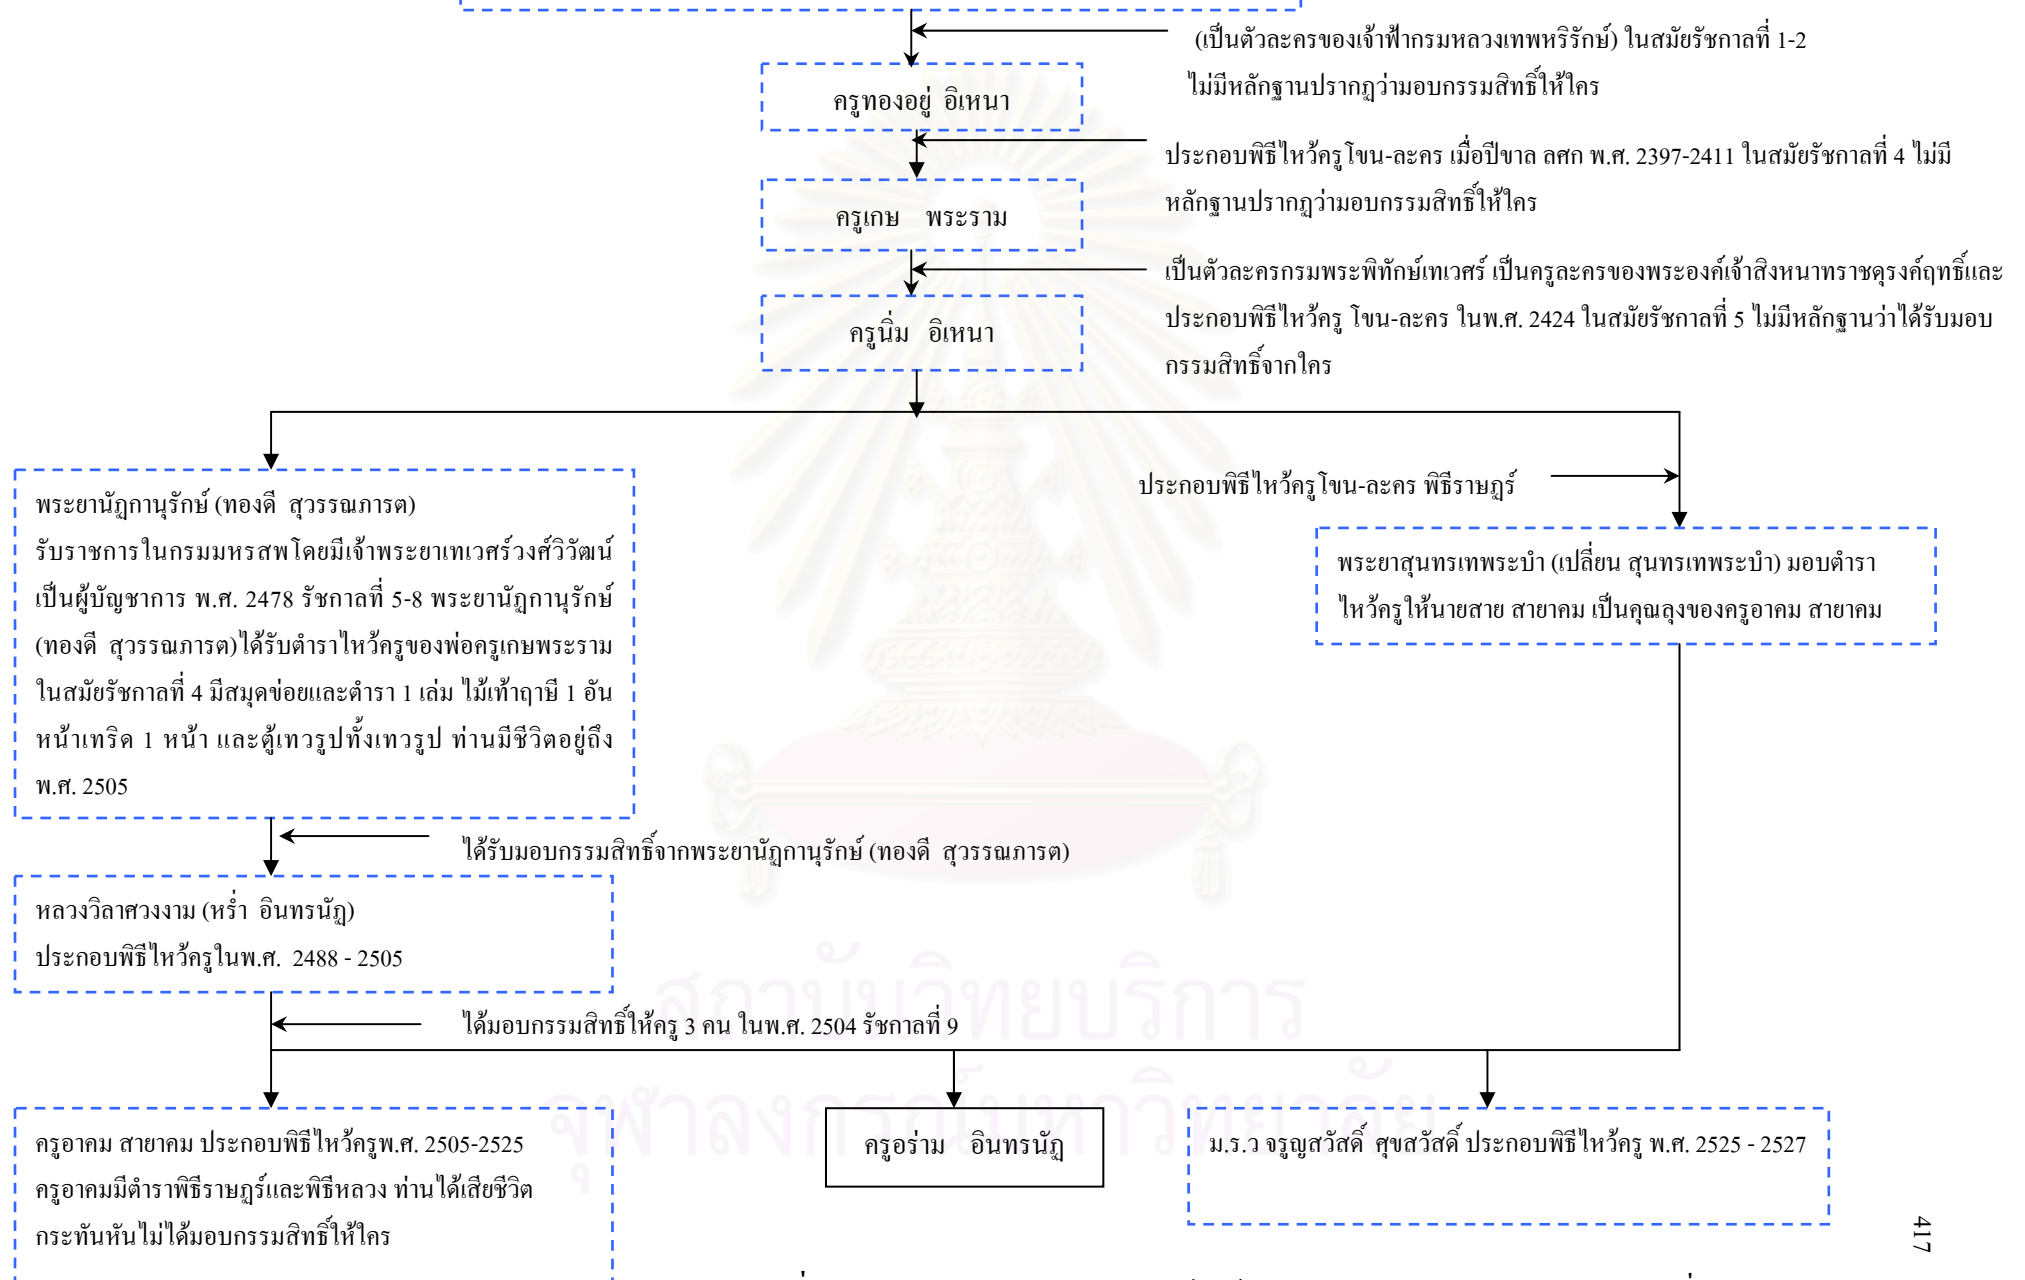 (เป็นตัวละครของเจ้าฟ้ากรมหลวงเทพหริรักษ์) ในสมัยรัชกาลที่ 1-2
ไม่มีหลักฐานปรากฏว่ามอบกรรมสิทธิ์ให้ใคร
ครูทองอยู่ อิเหนา
ประกอบพิธีไหว้ครูโขน-ละคร เมื่อปีขาล ลศก พ.ศ. 2397-2411 ในสมัยรัชกาลที่ 4 ไม่มี
หลักฐานปรากฏว่ามอบกรรมสิทธิ์ให้ใคร
ครูเกษ พระราม
เป็นตัวละครกรมพระพิทักษ์เทเวศร์ เป็นครูละครของพระองค์เจ้าสิงหนาทราชดุรงค์ฤทธิ์และ
ประกอบพิธีไหว้ครู โขน-ละคร ในพ.ศ. 2424 ในสมัยรัชกาลที่ 5 ไม่มีหลักฐานว่าได้รับมอบ
กรรมสิทธิ์จากใคร
ครูนิ่ม อิเหนา
พระยานัฏกานุรักษ์ (ทองดี สุวรรณภารต)
รับราชการในกรมมหรสพโดยมีเจ้าพระยาเทเวศร์วงศ์วิวัฒน์
เป็นผู้บัญชาการ พ.ศ. 2478 รัชกาลที่ 5-8 พระยานัฏกานุรักษ์
(ทองดี สุวรรณภารต)ได้รับตำราไหว้ครูของพ่อครูเกษพระราม
ในสมัยรัชกาลที่ 4 มีสมุดข่อยและตำรา 1 เล่ม ไม้เท้าฤาษี 1 อัน
หน้าเทริด 1 หน้า และตู้เทวรูปทั้งเทวรูป ท่านมีชีวิตอยู่ถึง
พ.ศ. 2505
ประกอบพิธีไหว้ครูโขน-ละคร พิธีราษฎร์
พระยาสุนทรเทพระบำ (เปลี่ยน สุนทรเทพระบำ) มอบตำรา
ไหว้ครูให้นายสาย สายาคม เป็นคุณลุงของครูอาคม สายาคม
ได้รับมอบกรรมสิทธิ์จากพระยานัฏกานุรักษ์ (ทองดี สุวรรณภารต)
หลวงวิลาศวงงาม (หร่ำ อินทรนัฏ)
ประกอบพิธีไหว้ครูในพ.ศ. 2488 - 2505
สถาบันวิทยบริการ
ได้มอบกรรมสิทธิ์ให้ครู 3 คน ในพ.ศ. 2504 รัชกาลที่ 9
จุฬาลงกรณ์มหาวิทยาลัย
ครูอาคม สายาคม ประกอบพิธีไหว้ครูพ.ศ. 2505-2525
ครูอาคมมีตำราพิธีราษฎร์และพิธีหลวง ท่านได้เสียชีวิต
กระทันหันไม่ได้มอบกรรมสิทธิ์ให้ใคร
ครูอร่าม อินทรนัฏ
ม.ร.ว จรูญสวัสดิ์ ศุขสวัสดิ์ ประกอบพิธีไหว้ครู พ.ศ. 2525 - 2527
417